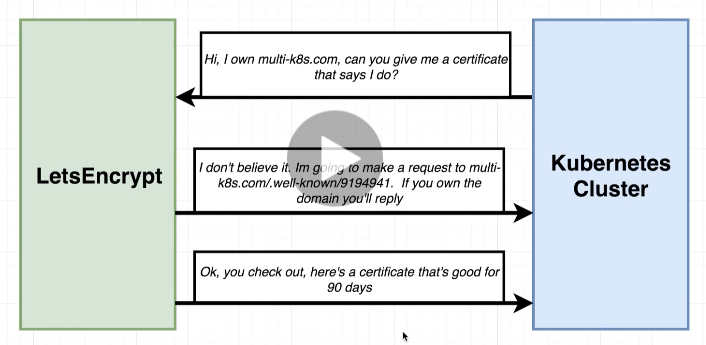 Hi, I own multi-k8s.com, can you give me a certificate
that says I do?
LetsEncrypt
I don't believe it. Im going to make a request to multi-
k8s.com/.well-known/9194941.  If you own the
domain you'll reply
Kubernetes
Cluster
Ok, you check out, here's a certificate that's good for
90 days